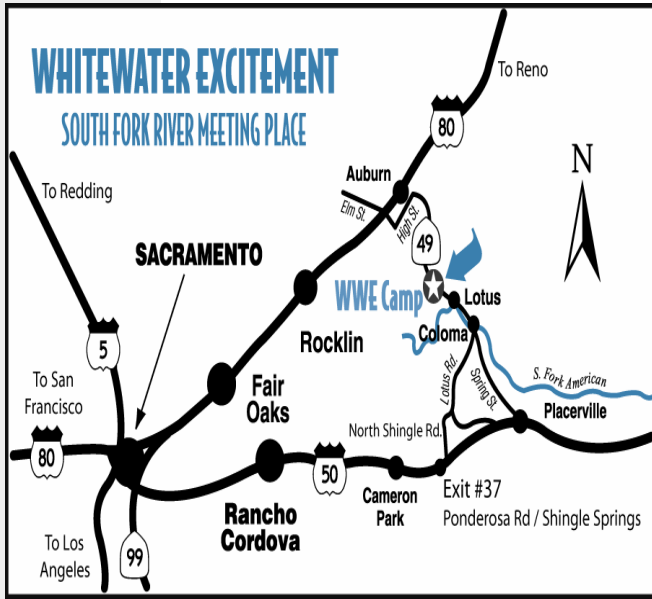 WHITEWATER EXCITEMENT
SOUTH FORK RIVER MEETING PLACE
To Reno
80
Auburn
N
Elm St.
High St.
To Redding
49
SACRAMENTO
WWE Camp
Lotus
Coloma
Rocklin
5
Lotus Rd.
Spring St.
S. Fork American
To San
Francisco
Fair
Oaks
Placerville
North Shingle Rd.
80
50
Cameron
Park
Exit #37
Ponderosa Rd / Shingle Springs
Rancho
Cordova
To Los
Angeles
99